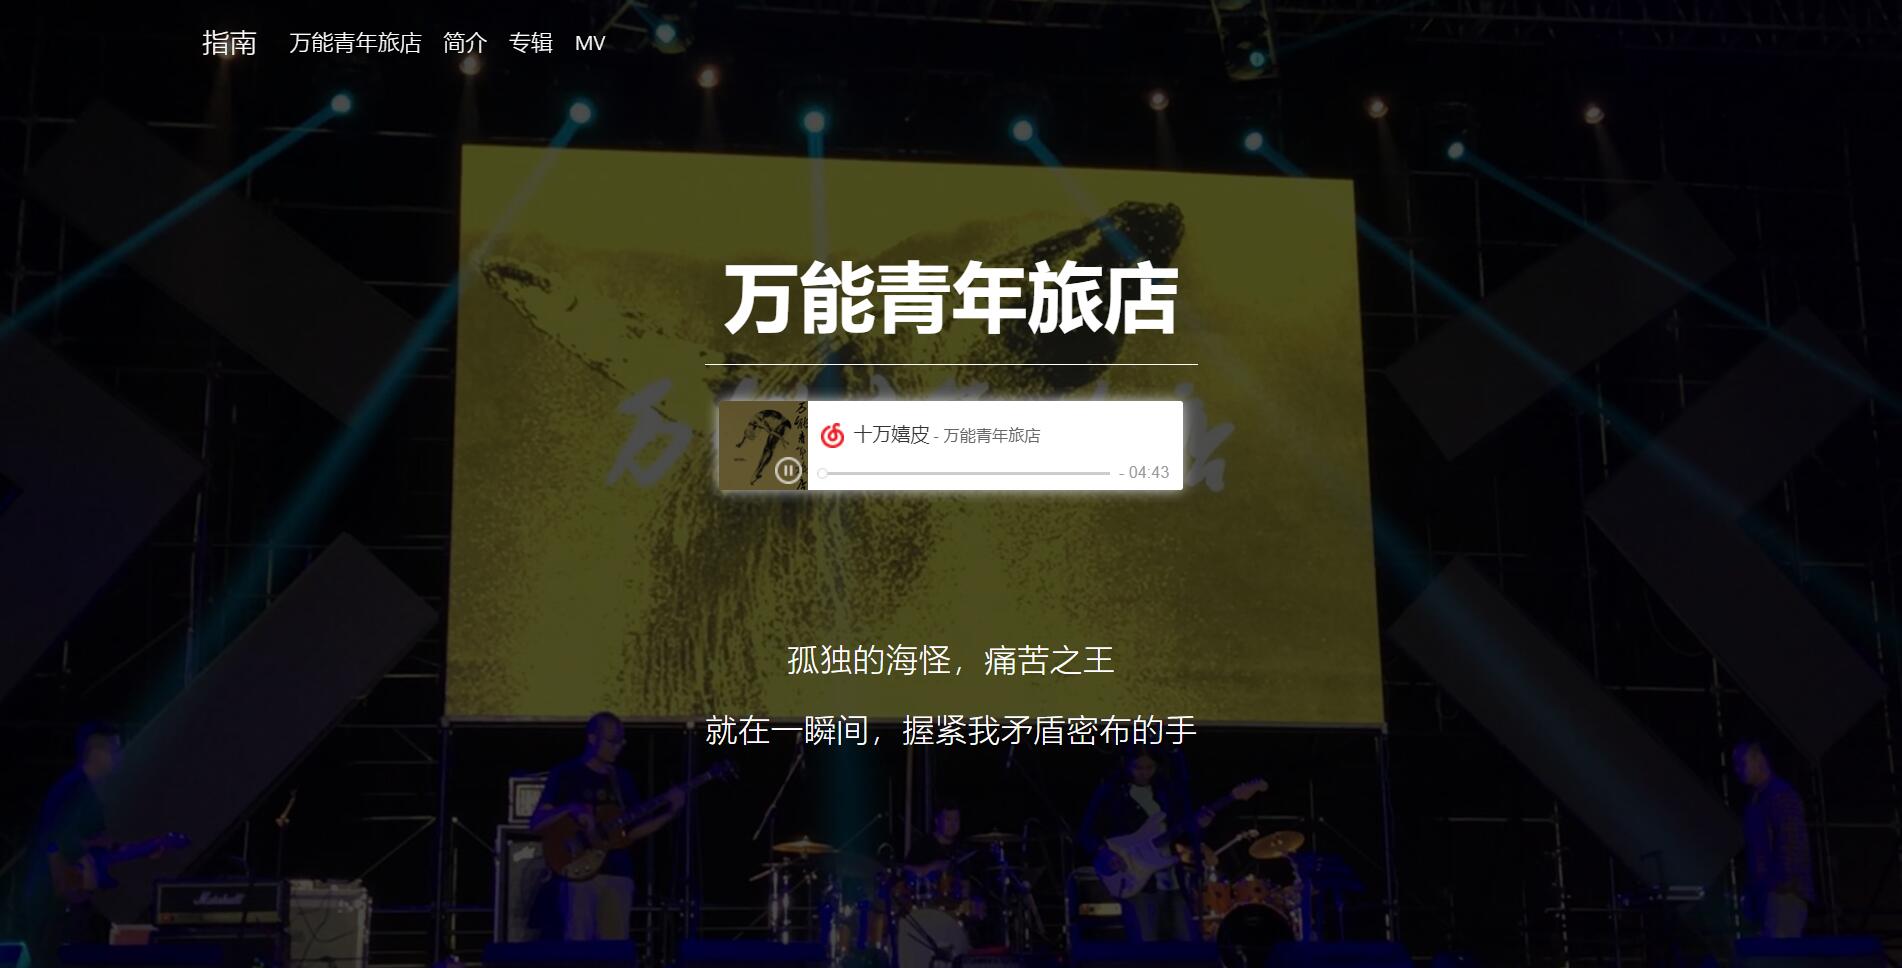 指南 万能青年旅店 简介 专辑 MV
万能青年旅店
十万嬉皮 - 万能青年旅店
- 04:43
孤独的海怪，痛苦之王
就在一瞬间，握紧我矛盾密布的手
Marshall